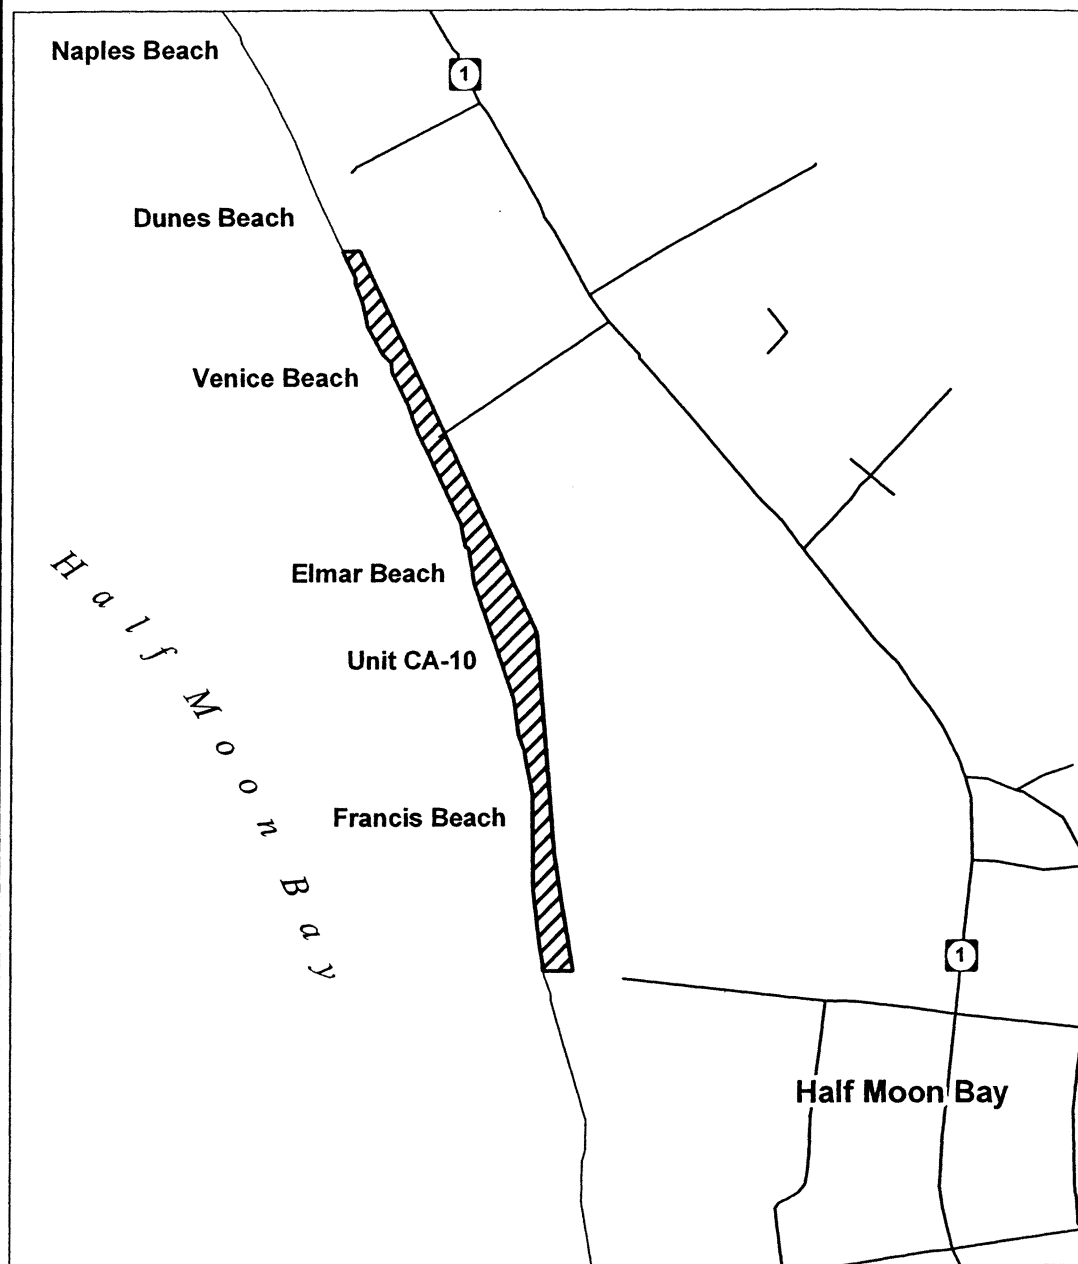 Naples Beach
1
Dunes Beach
Venice Beach
Elmar Beach
Unit CA-10
Half Moon Bay
Francis Beach
1
Half Moon Bay